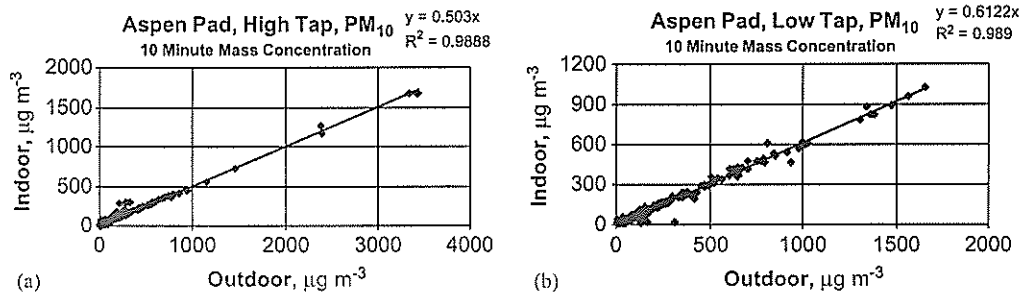 Aspen Pad, High Tap, PM10
y = 0.503x
10 Minute Mass Concentration
R² = 0.9888
2000
1500
1000
500
0
Indoor, µg m-3
0 1000 2000 3000 4000
Outdoor, µg m-3
(a)
Aspen Pad, Low Tap, PM10
y = 0.6122x
10 Minute Mass Concentration
R² = 0.989
1200
900
600
300
0
Indoor, µg m-3
0 500 1000 1500 2000
Outdoor, µg m-3
(b)